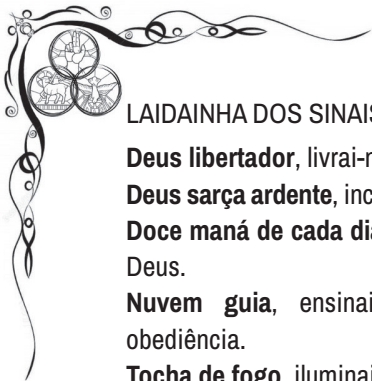 LAIDAINHA DOS SINAIS
Deus libertador, livrai-
Deus sarça ardente,
Doce maná de cada dia
Deus.
Nuvem guia, ensinai
obediência.
Tocha de fogo, iluminai